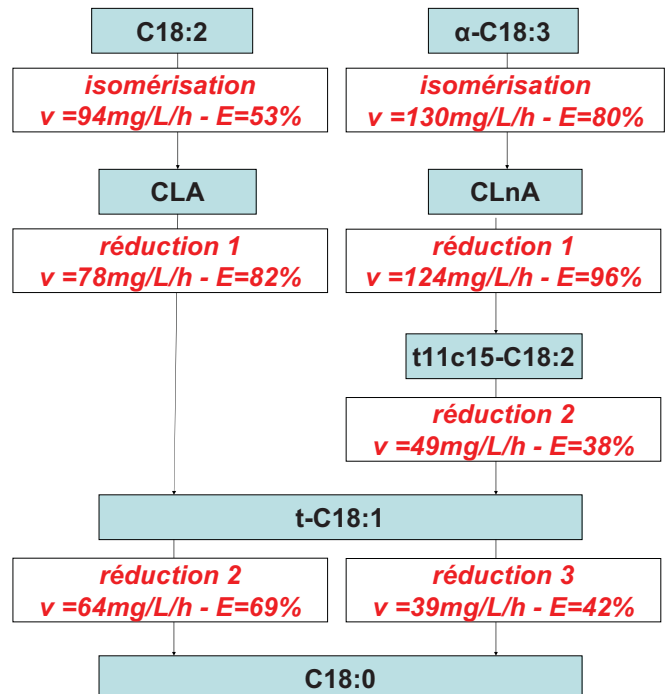 C18:2
α-C18:3
isomérisation
v =94mg/L/h - E=53%
isomérisation
v =130mg/L/h - E=80%
CLA
CLnA
réduction 1
v =78mg/L/h - E=82%
réduction 1
v =124mg/L/h - E=96%
t11c15-C18:2
réduction 2
v =49mg/L/h - E=38%
t-C18:1
réduction 2
v =64mg/L/h - E=69%
réduction 3
v =39mg/L/h - E=42%
C18:0